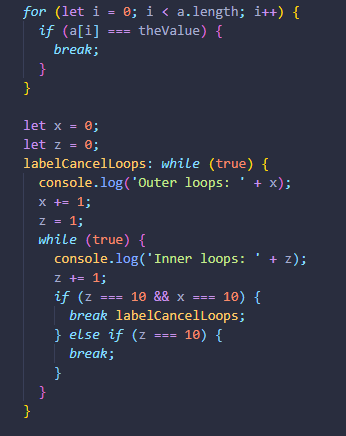 for (let i = 0; i < a.length; i++) {
  if (a[i] === theValue) {
    break;
  }
}

let x = 0;
let z = 0;
labelCancelLoops: while (true) {
  console.log('Outer loops: ' + x);
  x += 1;
  z = 1;
  while (true) {
    console.log('Inner loops: ' + z);
    z += 1;
    if (z === 10 && x === 10) {
      break labelCancelLoops;
    } else if (z === 10) {
      break;
    }
  }
}